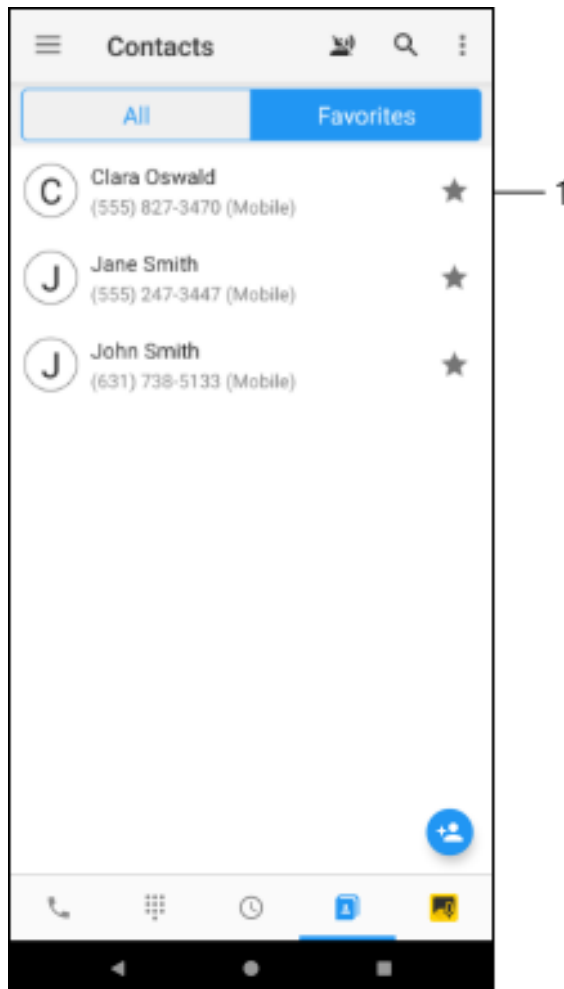 Contacts
All Favorites
C Clara Oswald
(555) 827-3470 (Mobile)
1
J Jane Smith
(555) 247-3447 (Mobile)
J John Smith
(631) 738-5133 (Mobile)